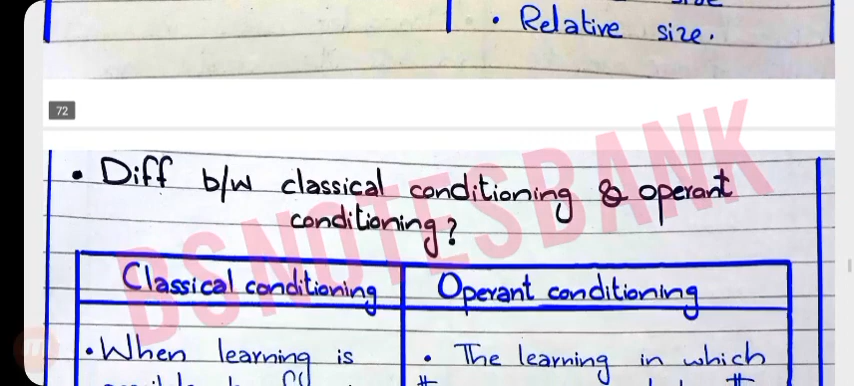 • Relative size.
72
• Diff b/w classical conditioning & operant
conditioning?
DSNOTESBANK
Classical conditioning
Operant conditioning
• When learning is
• The learning in which